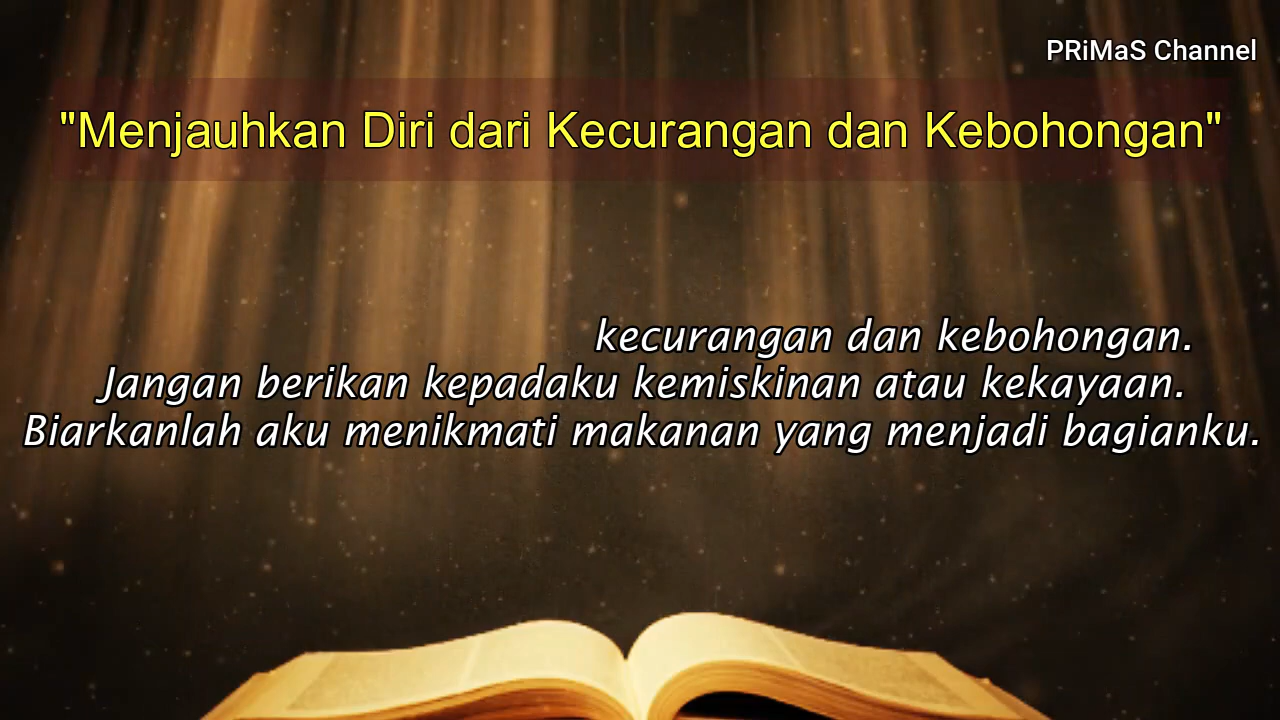 PRiMaS Channel
"Menjauhkan Diri dari Kecurangan dan Kebohongan"
kecurangan dan kebohongan.
Jangan berikan kepadaku kemiskinan atau kekayaan.
Biarkanlah aku menikmati makanan yang menjadi bagianku.